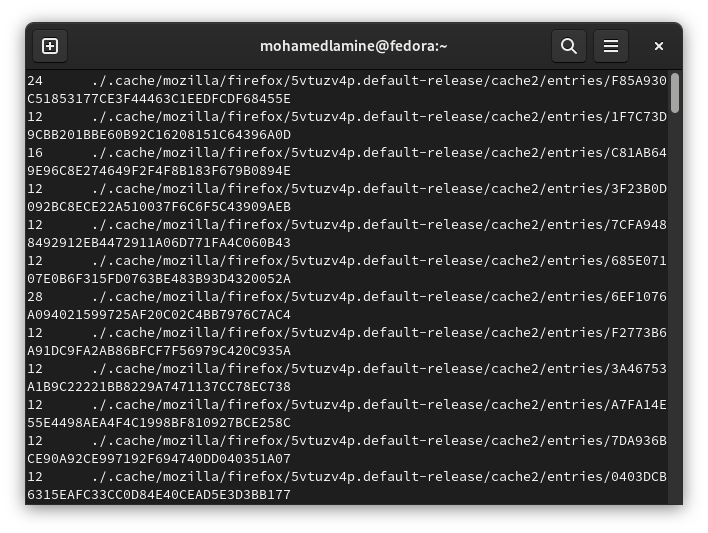 mohamedlamine@fedora:~
24 ./.cache/mozilla/firefox/5vtuzv4p.default-release/cache2/entries/F85A930
C51853177CE3F44463C1EEDFCDF68455E
12 ./.cache/mozilla/firefox/5vtuzv4p.default-release/cache2/entries/1F7C73D
9CBB201BBE60B92C16208151C64396A0D
16 ./.cache/mozilla/firefox/5vtuzv4p.default-release/cache2/entries/C81AB64
9E96C8E274649F2F4F8B183F679B0894E
12 ./.cache/mozilla/firefox/5vtuzv4p.default-release/cache2/entries/3F23B0D
092BC8ECE22A510037F6C6F5C43909AEB
12 ./.cache/mozilla/firefox/5vtuzv4p.default-release/cache2/entries/7CFA948
8492912EB4472911A06D771FA4C060B43
12 ./.cache/mozilla/firefox/5vtuzv4p.default-release/cache2/entries/685E071
07E0B6F315FD0763BE483B93D4320052A
28 ./.cache/mozilla/firefox/5vtuzv4p.default-release/cache2/entries/6EF1076
A094021599725AF20C02C4BB7976C7AC4
12 ./.cache/mozilla/firefox/5vtuzv4p.default-release/cache2/entries/F2773B6
A91DC9FA2AB86BFCF7F56979C420C935A
12 ./.cache/mozilla/firefox/5vtuzv4p.default-release/cache2/entries/3A46753
A1B9C22221BB8229A7471137CC78EC738
12 ./.cache/mozilla/firefox/5vtuzv4p.default-release/cache2/entries/A7FA14E
55E4498AEA4F4C1998BF810927BCE258C
12 ./.cache/mozilla/firefox/5vtuzv4p.default-release/cache2/entries/7DA936B
CE90A92CE997192F694740DD040351A07
12 ./.cache/mozilla/firefox/5vtuzv4p.default-release/cache2/entries/0403DCB
6315EAFC33CC0D84E40CEAD5E3D3BB177